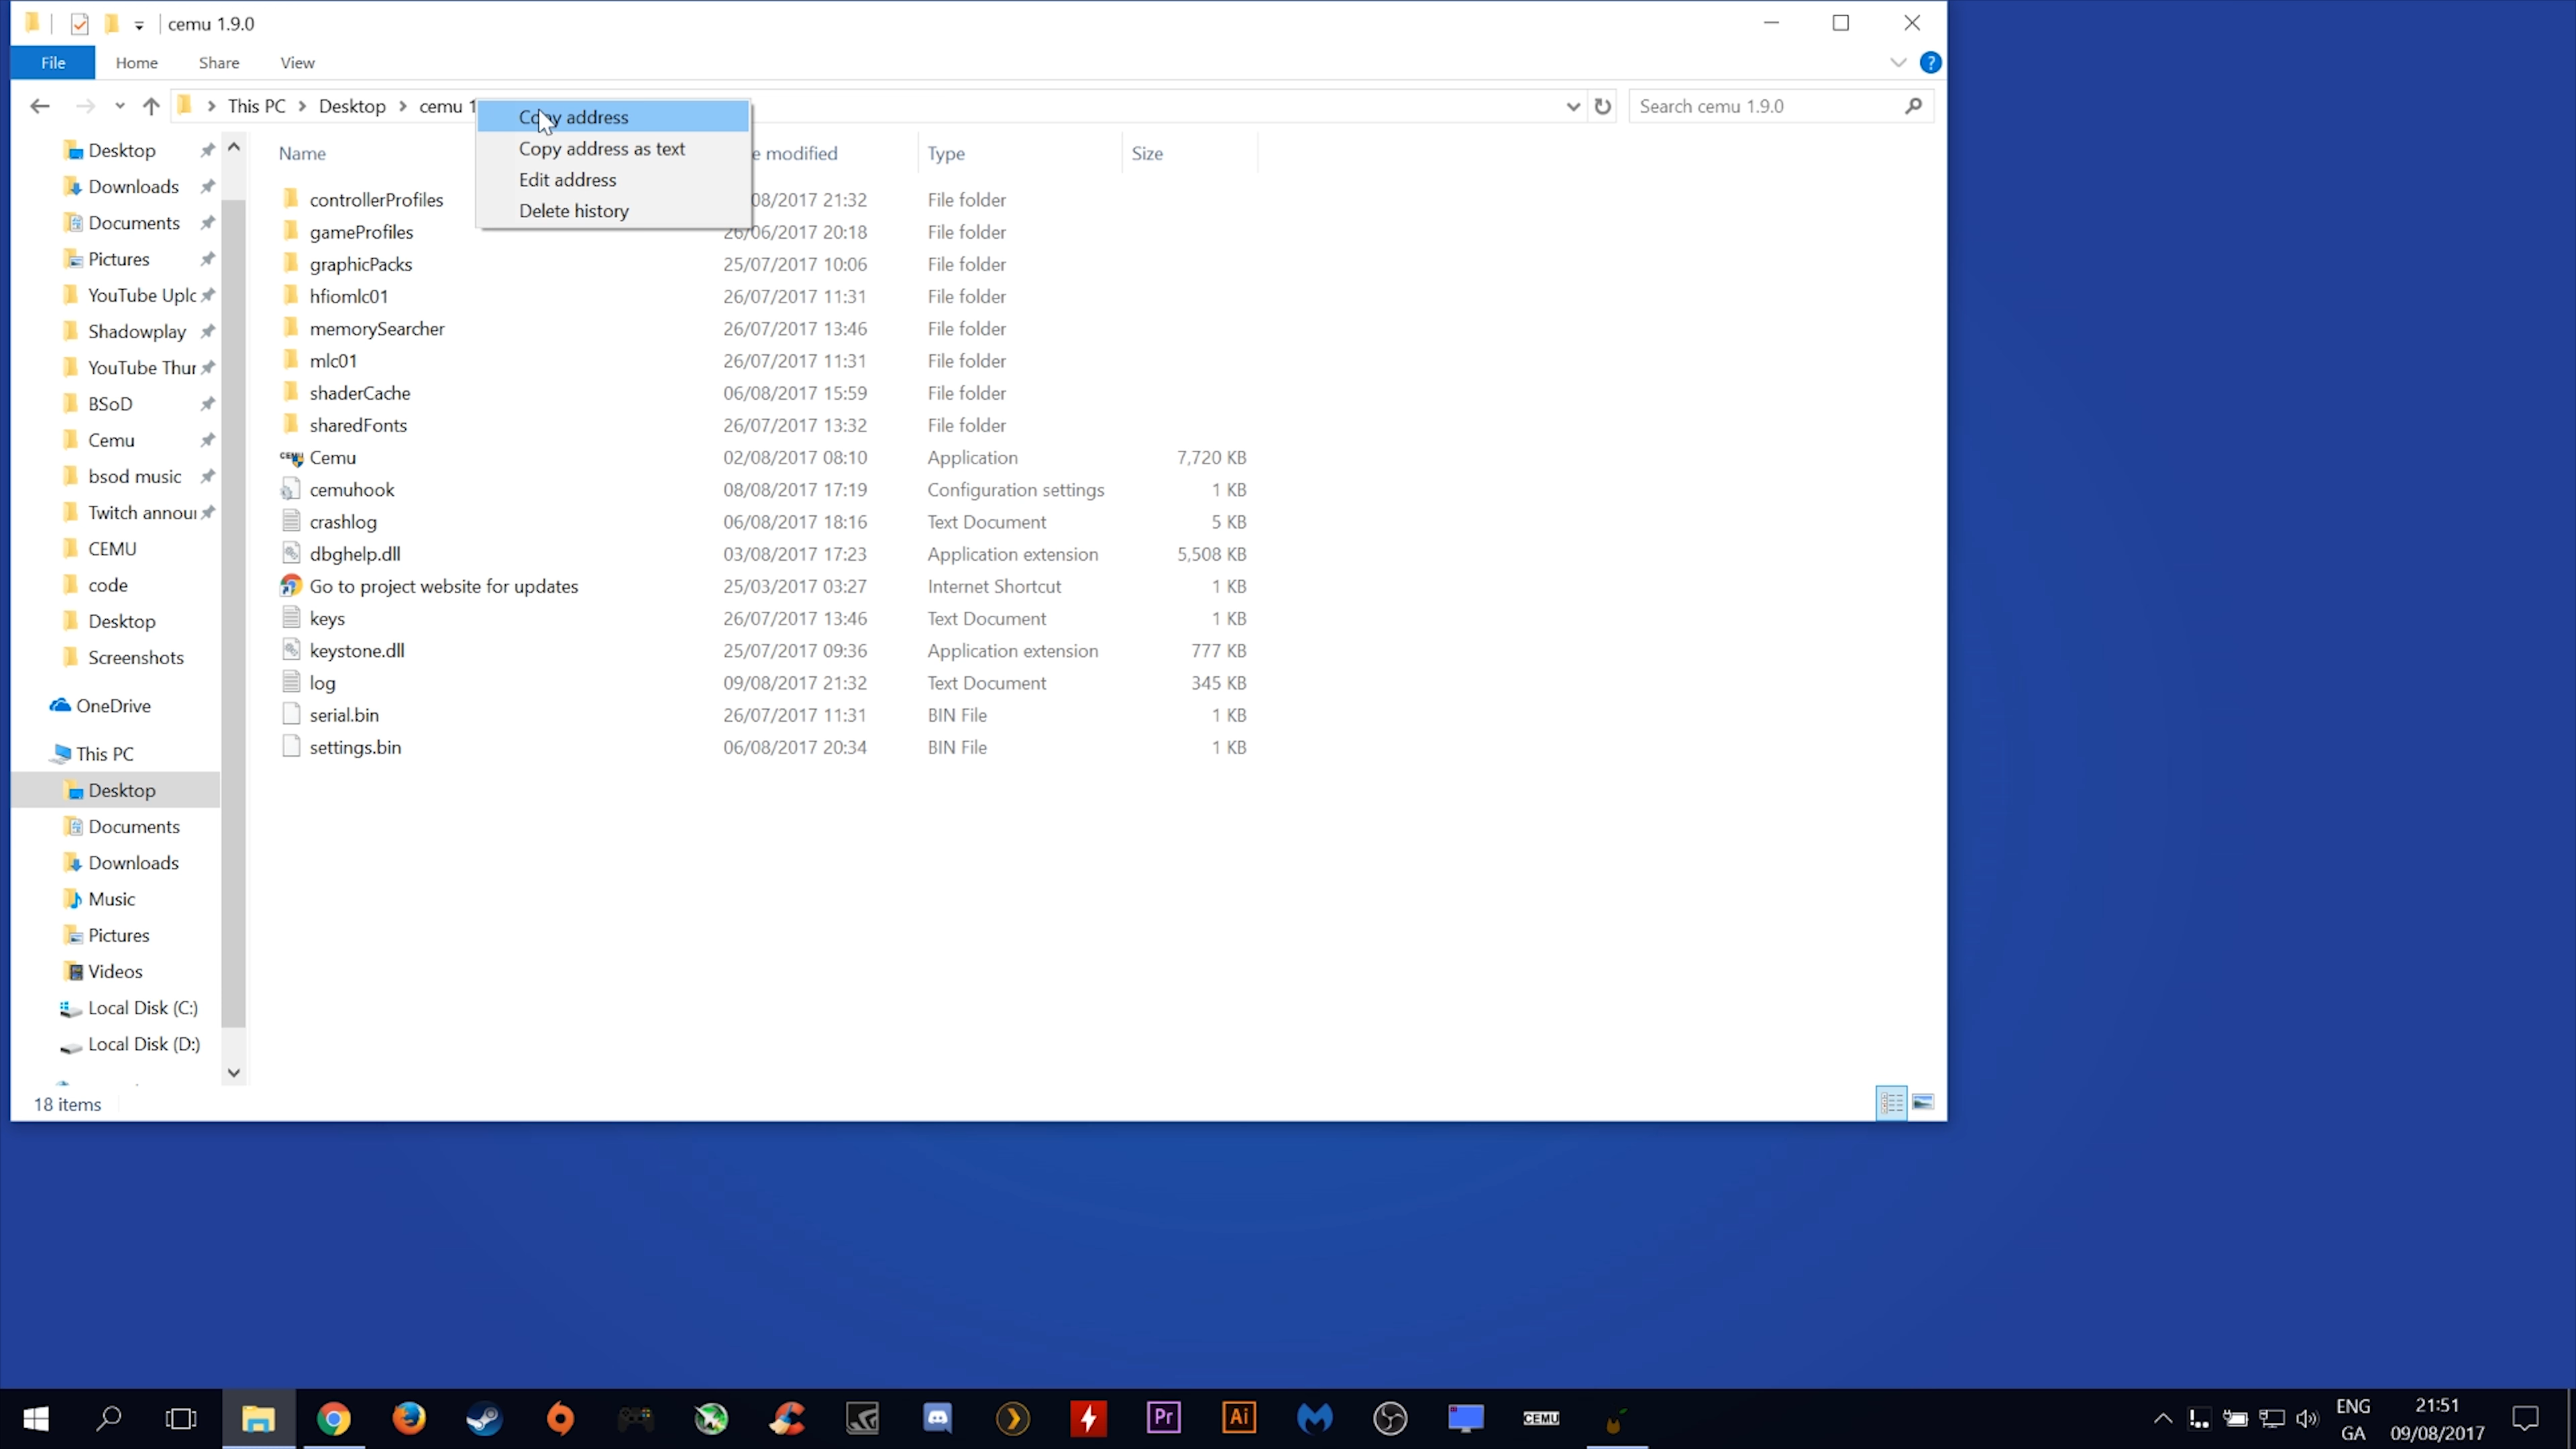 cemu 1.9.0
File Home Share View
This PC Desktop cemu 1 Search cemu 1.9.0
Copy address
Copy address as text
Edit address
Delete history
Name e modified Type Size
controllerProfiles 08/2017 21:32 File folder
gameProfiles 26/06/2017 20:18 File folder
graphicPacks 25/07/2017 10:06 File folder
hfiomlc01 26/07/2017 11:31 File folder
memorySearcher 26/07/2017 13:46 File folder
mlc01 26/07/2017 11:31 File folder
shaderCache 06/08/2017 15:59 File folder
sharedFonts 26/07/2017 13:32 File folder
Cemu 02/08/2017 08:10 Application 7,720 KB
cemuhook 08/08/2017 17:19 Configuration settings 1 KB
crashlog 06/08/2017 18:16 Text Document 5 KB
dbghelp.dll 03/08/2017 17:23 Application extension 5,508 KB
Go to project website for updates 25/03/2017 03:27 Internet Shortcut 1 KB
keys 26/07/2017 13:46 Text Document 1 KB
keystone.dll 25/07/2017 09:36 Application extension 777 KB
log 09/08/2017 21:32 Text Document 345 KB
serial.bin 26/07/2017 11:31 BIN File 1 KB
settings.bin 06/08/2017 20:34 BIN File 1 KB
Desktop
Downloads
Documents
Pictures
YouTube Uplo
Shadowplay
YouTube Thur
BSoD
Cemu
bsod music
Twitch annou
CEMU
code
Desktop
Screenshots
OneDrive
This PC
Desktop
Documents
Downloads
Music
Pictures
Videos
Local Disk (C:)
Local Disk (D:)
18 items
Pr Ai CEMU
ENG 21:51
GA 09/08/2017